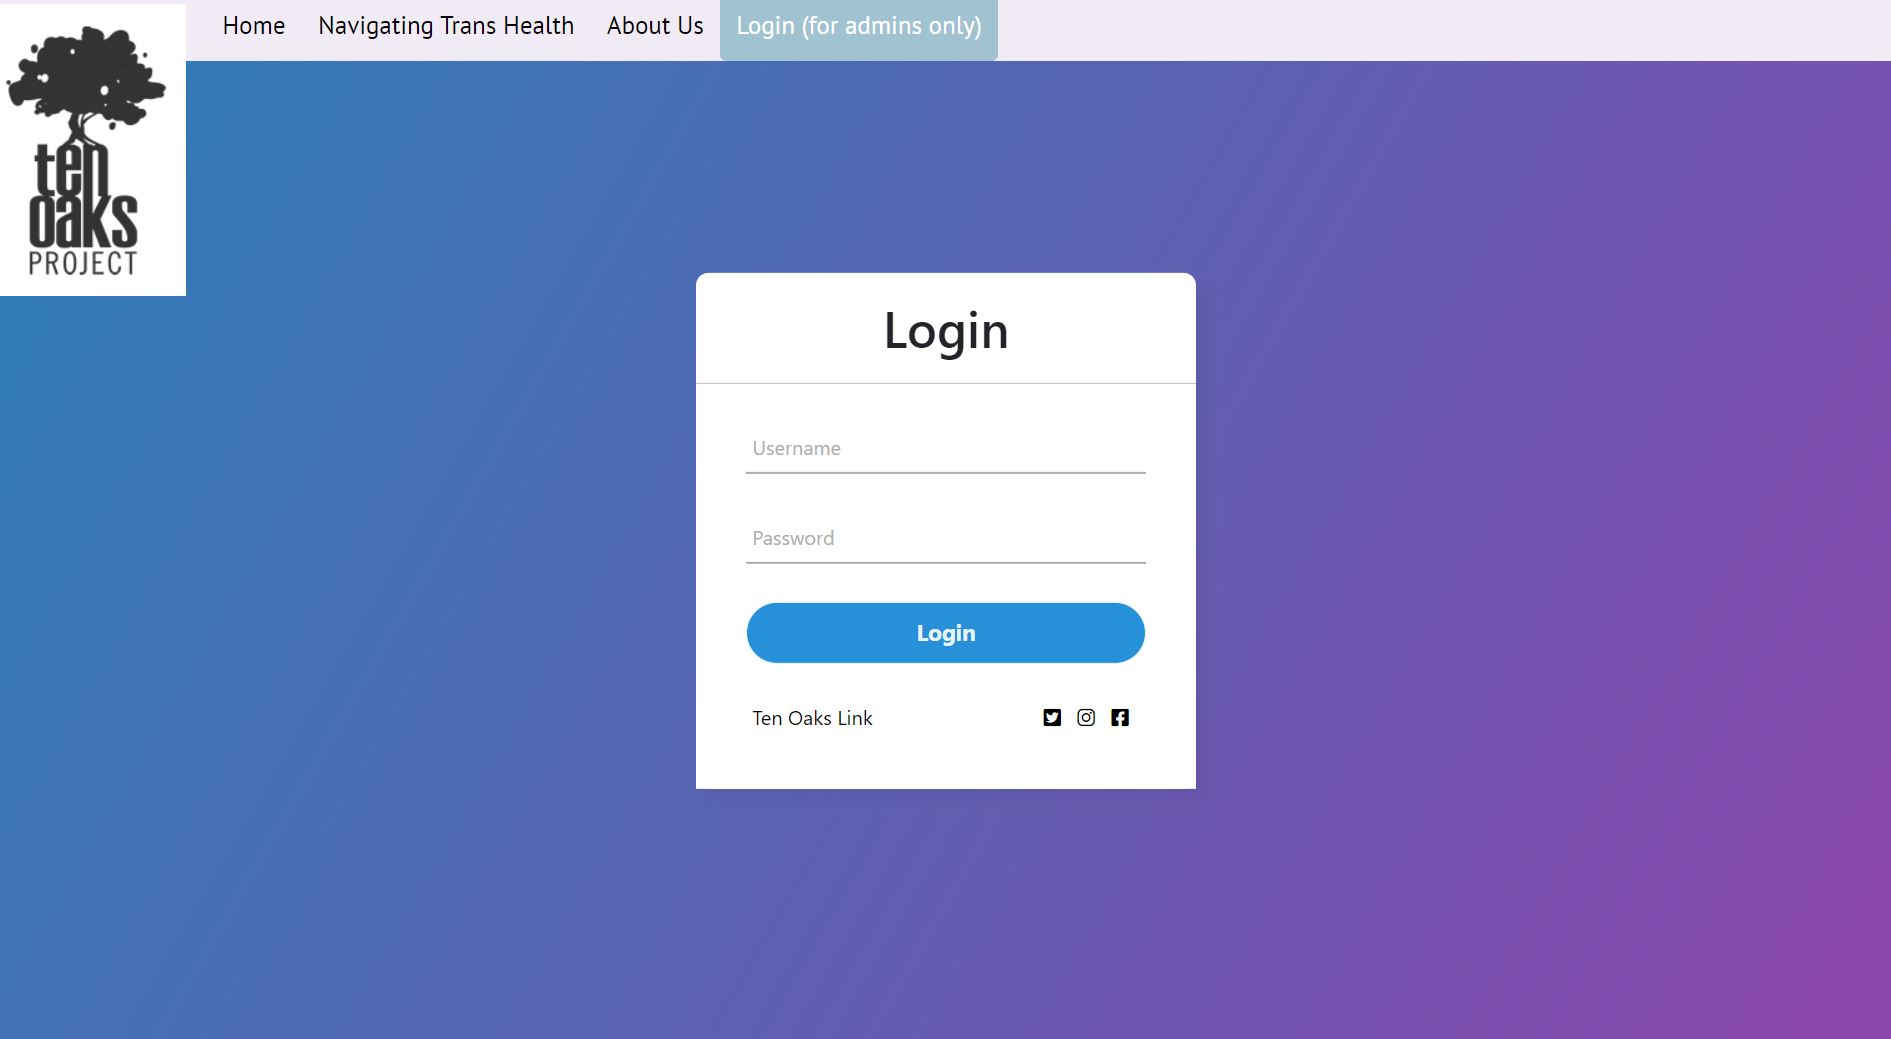 Home Navigating Trans Health About Us Login (for admins only)
ten
oaks
PROJECT
Login
Username
Password
Login
Ten Oaks Link